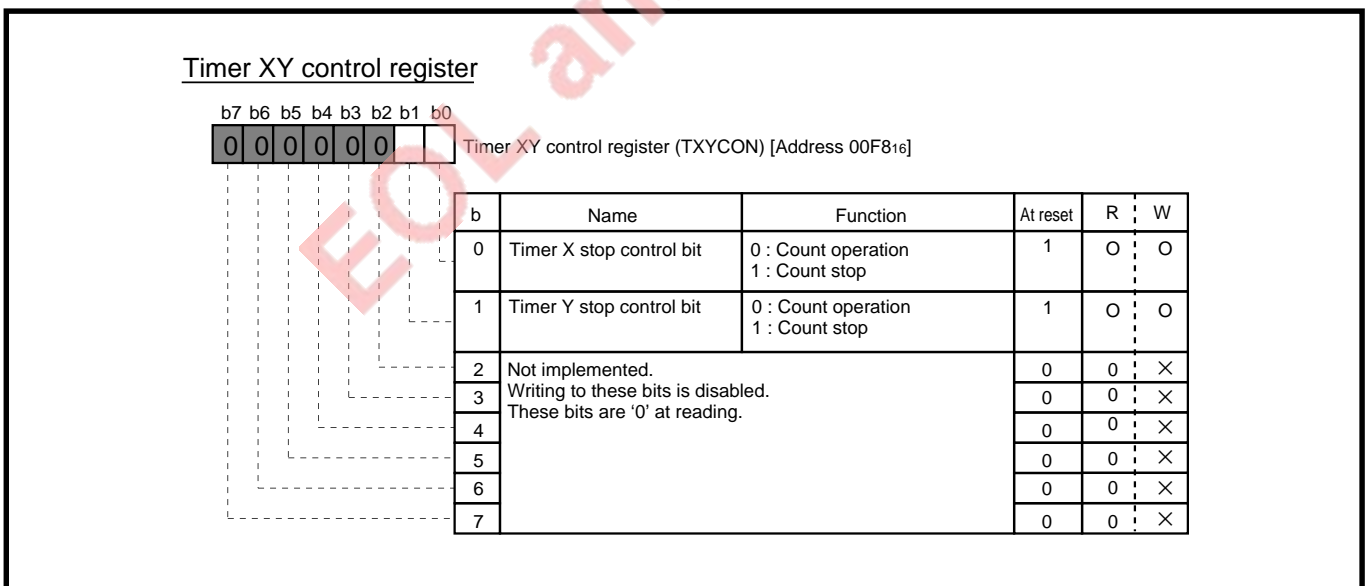 EOL an
Timer XY control register
b7 b6 b5 b4 b3 b2 b1 b0
0 0 0 0 0 0
Timer XY control register (TXYCON) [Address 00F816]
b Name Function At reset R W
0 Timer X stop control bit 0 : Count operation 1 O O
1 : Count stop
1 Timer Y stop control bit 0 : Count operation 1 O O
1 : Count stop
2 Not implemented. 0 0 ×
3 Writing to these bits is disabled. 0 0 ×
These bits are ‘0’ at reading.
4 0 0 ×
5 0 0 ×
6 0 0 ×
7 0 0 ×